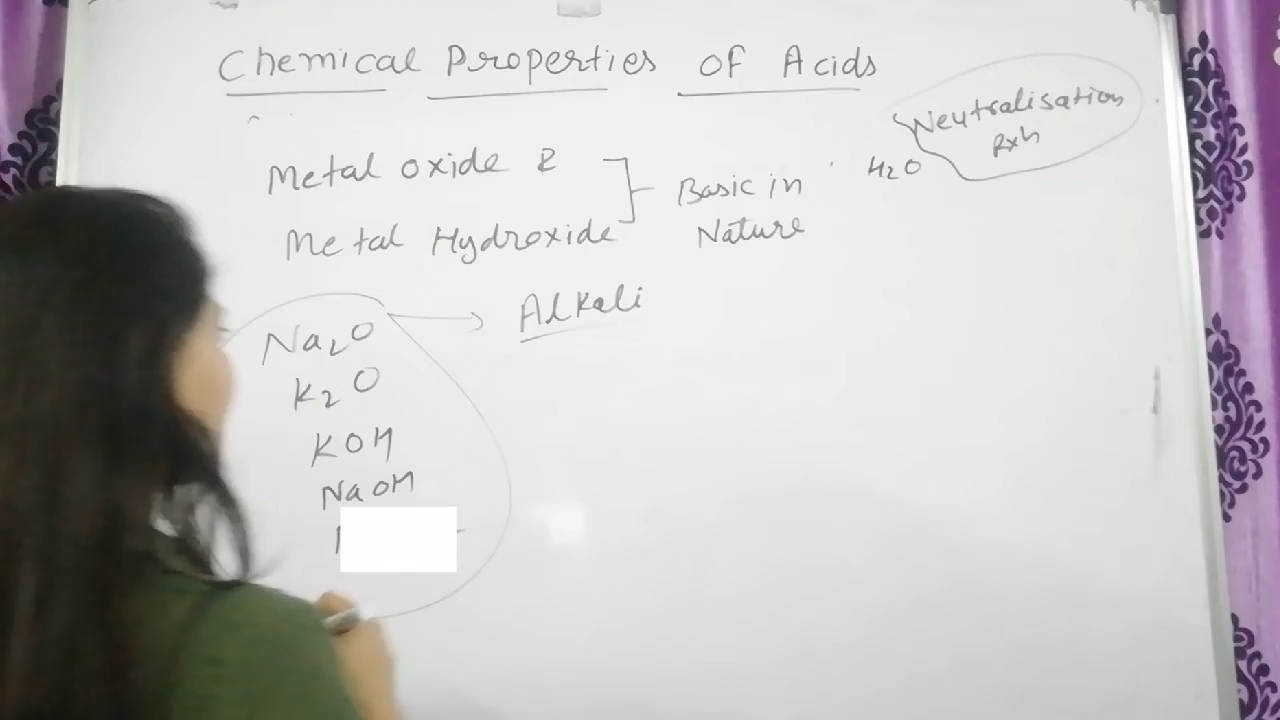 Chemical Properties of Acids
Neutralisation
Rxn
H2O
Metal oxide &
Metal Hydroxide
Basic in
Nature
Alkali
Na2O
K2O
KOH
NaOH